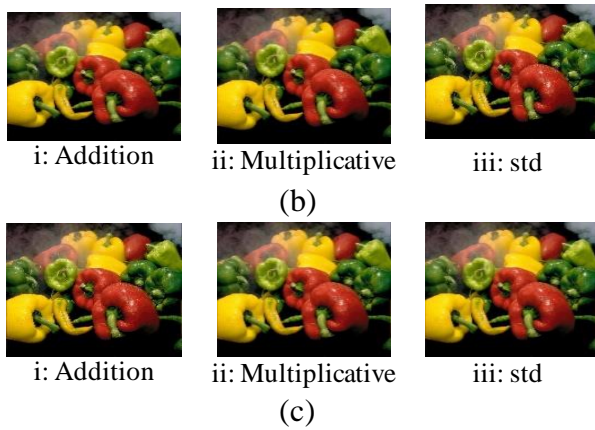 i: Addition
ii: Multiplicative
iii: std
(b)
i: Addition
ii: Multiplicative
iii: std
(c)